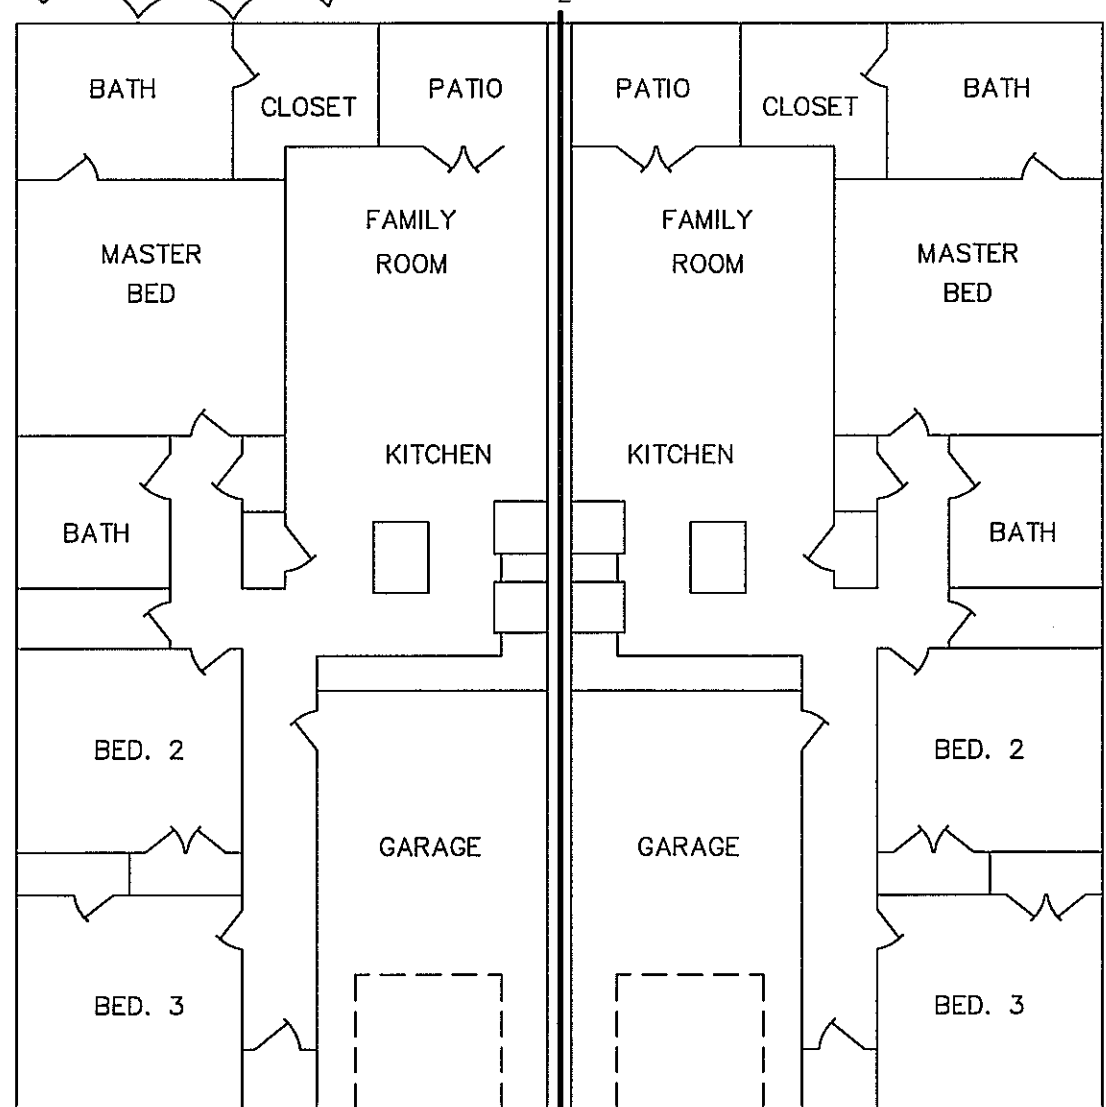 BATH
CLOSET
PATIO
PATIO
CLOSET
BATH
FAMILY
ROOM
FAMILY
ROOM
MASTER
BED
MASTER
BED
KITCHEN
KITCHEN
BATH
BATH
BED. 2
BED. 2
GARAGE
GARAGE
BED. 3
BED. 3